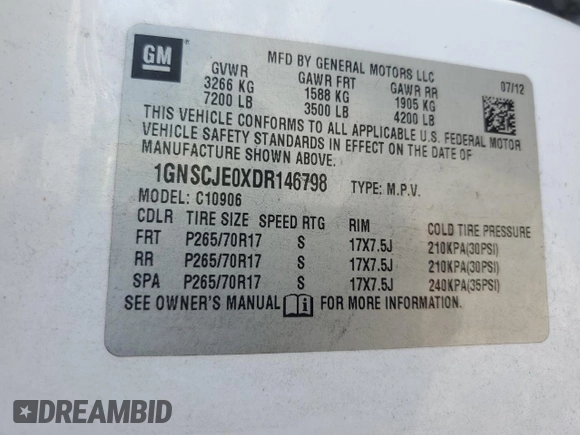 GM
MFD BY GENERAL MOTORS LLC
07/12
GVWR GAWR FRT GAWR RR
3266 KG 1588 KG 1905 KG
7200 LB 3500 LB 4200 LB
THIS VEHICLE CONFORMS TO ALL APPLICABLE U.S. FEDERAL MOTOR
VEHICLE SAFETY STANDARDS IN EFFECT ON THE DATE OF
MANUFACTURE SHOWN ABOVE.
1GNSCJE0XDR146798 TYPE: M.P.V.
MODEL: C10906
CDLR TIRE SIZE SPEED RTG RIM COLD TIRE PRESSURE
FRT P265/70R17 S 17X7.5J 210KPA(30PSI)
RR P265/70R17 S 17X7.5J 210KPA(30PSI)
SPA P265/70R17 S 17X7.5J 240KPA(35PSI)
SEE OWNER'S MANUAL FOR MORE INFORMATION.
DREAMBID